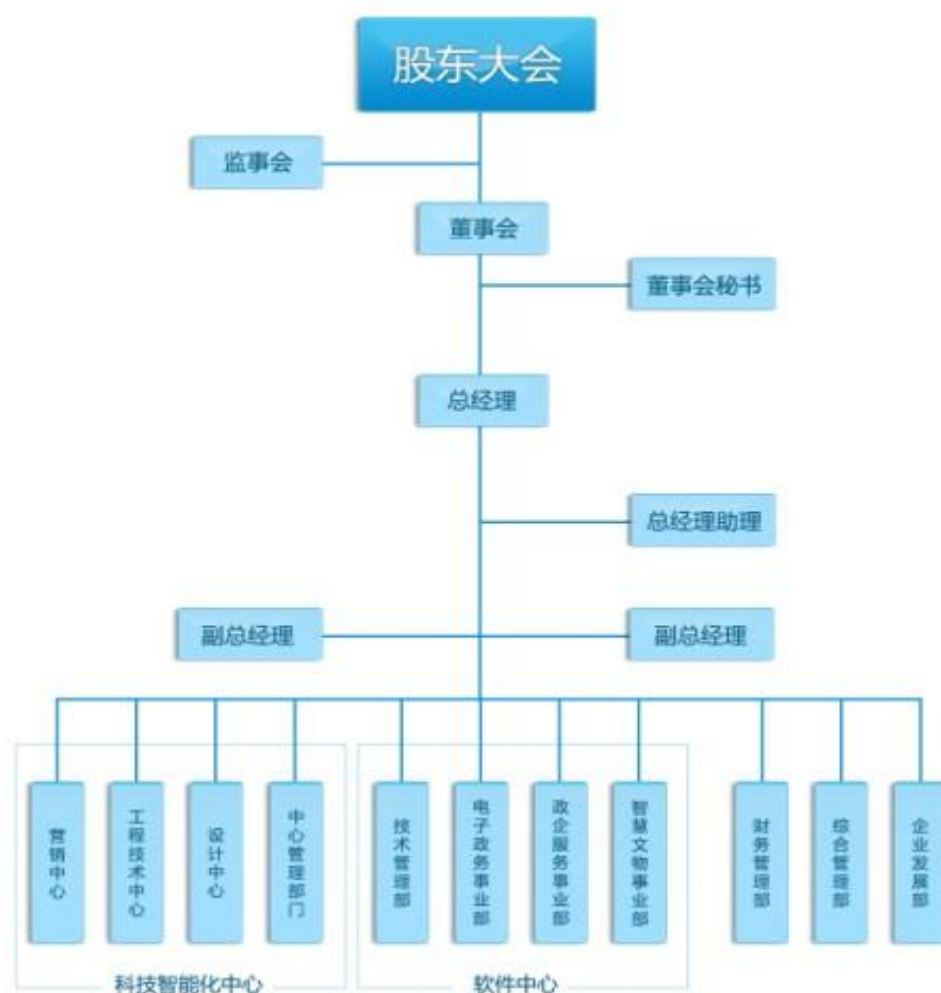 股东大会
监事会
董事会
董事会秘书
总经理
总经理助理
副总经理
副总经理
营销中心
工程技术中心
设计中心
中心管理部门
技术管理部
电子政务事业部
政企服务事业部
智慧文物事业部
财务管理部
综合管理部
企业发展部
科技智能化中心
软件中心